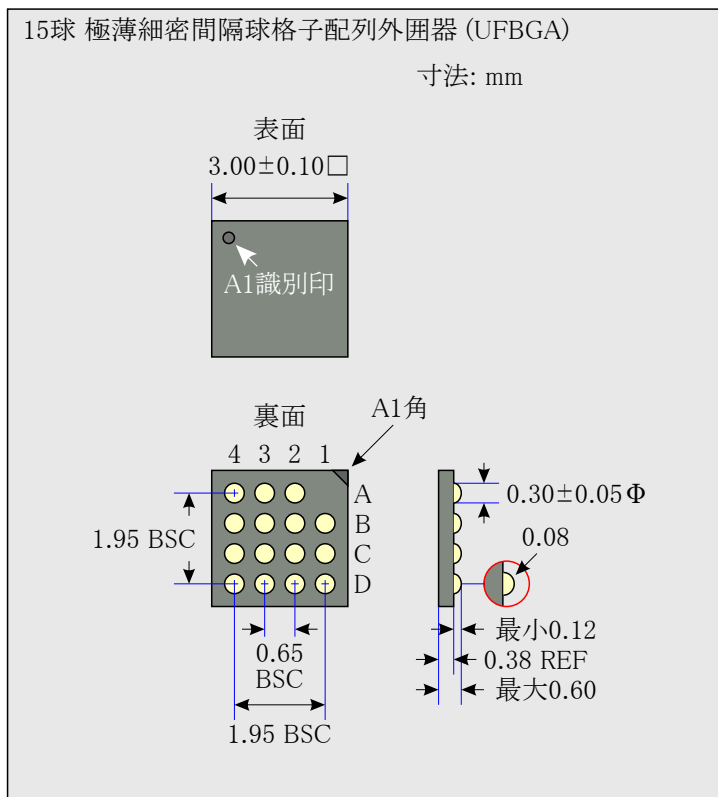 15球 極薄細密間隔球格子配列外囲器 (UFBGA)
寸法: mm
表面
3.00±0.10□
A1識別印
裏面
A1角
4 3 2 1
A
B
C
D
1.95 BSC
0.65
BSC
1.95 BSC
0.30±0.05Φ
0.08
最小0.12
0.38 REF
最大0.60